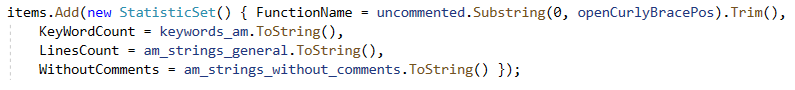 items.Add(new StatisticSet() { FunctionName = uncommented.Substring(0, openCurlyBracePos).Trim(),
KeyWordCount = keywords_am.ToString(),
LinesCount = am_strings_general.ToString(),
WithoutComments = am_strings_without_comments.ToString() });